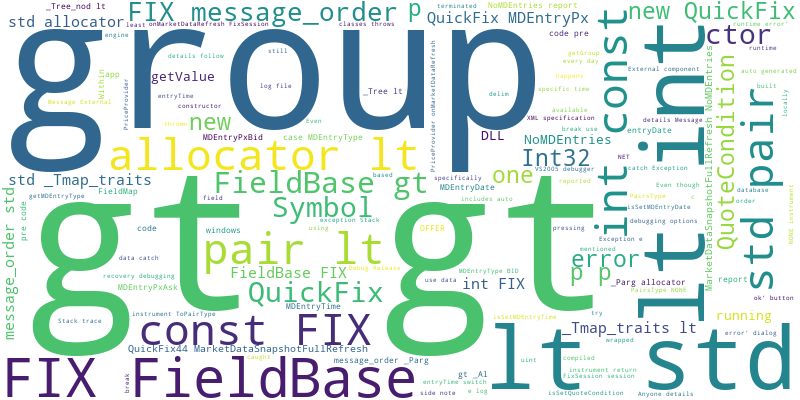 _Tree_nod lt
FIX message_order
p
NoMDEntries report
terminated
new QuickFix
std allocator
least onMarketDataRefresh FixSession
classes throws
QuickFix MDEntryPx
runtime error
engine
group
code pre
ctor
details follow
still
getGroup
every day
runtime
app
getValue
log file
_Tree lt
delim
happens
External component
auto generated
Within
Message External
entryTime
PriceProvider
PriceProvider onMarketDataRefresh
specific time
built
constructor
available
XML specification
locally
thrown
new
Even
DLL
break use
details Message
MDEntryPxBid
case MDEntryType
NoMDEntries
entryDate
allocator lt
Int32
NET
int const
lt int
MarketDataSnapshotFullRefresh NoMDEntries
QuoteCondition
std pair
VS2005 debugger
catch Exception
std _Tmap_traits
based
specifically
one
reported
Even though
database
FieldBase gt
MDEntryDate
getMDEntryType
FieldMap
field
includes auto
PairsType
x
order
message_order std
pre code
Symbol
OFFER
isSetMDEntryDate
NONE instrument
exception Stack
debugging options
gt
gt
code
windows
using
pressing
Exception e
pair lt
mentioned
error
data catch
FieldBase FIX
MDEntryType BID
p p
report
recovery debugging
Debug Release
use data
int FIX
_Parg allocator
MDEntryPxAsk
QuickFix
PairsType NONE
ok' button
MDEntryTime
Stack trace
instrument ToPairType
isSetMDEntryTime
try
running
const FIX
_Tmap_traits lt
error' dialog
wrapped
lt std
QuickFix44 MarketDataSnapshotFullRefresh
caught
message_order _Parg
uint
compiled
FIX FieldBase
instrument return
FixSession session
break
gt _Al
entryTime switch
side note
e log
isSetQuoteCondition
Anyone details